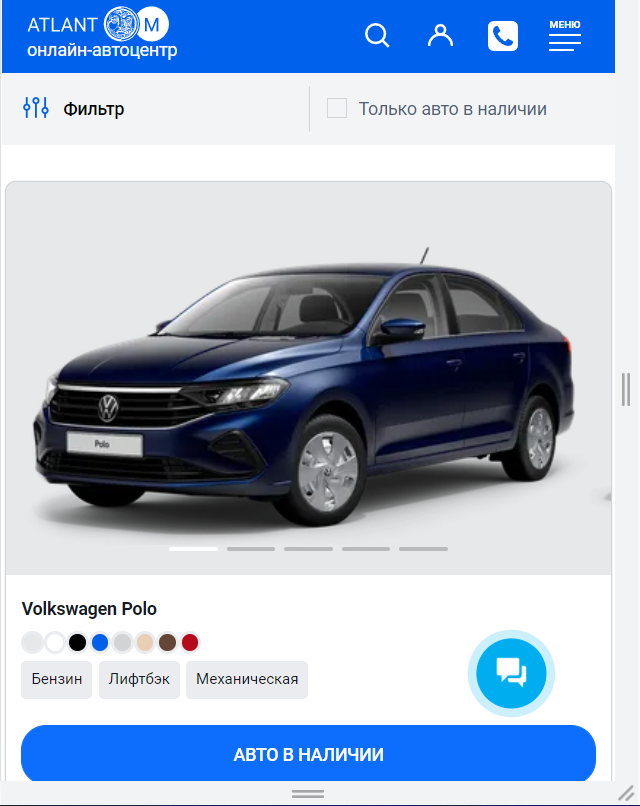 ATLANT M
онлайн-автоцентр
МЕНЮ
Фильтр
Только авто в наличии
Polo
Volkswagen Polo
Бензин
Лифтбэк
Механическая
АВТО В НАЛИЧИИ